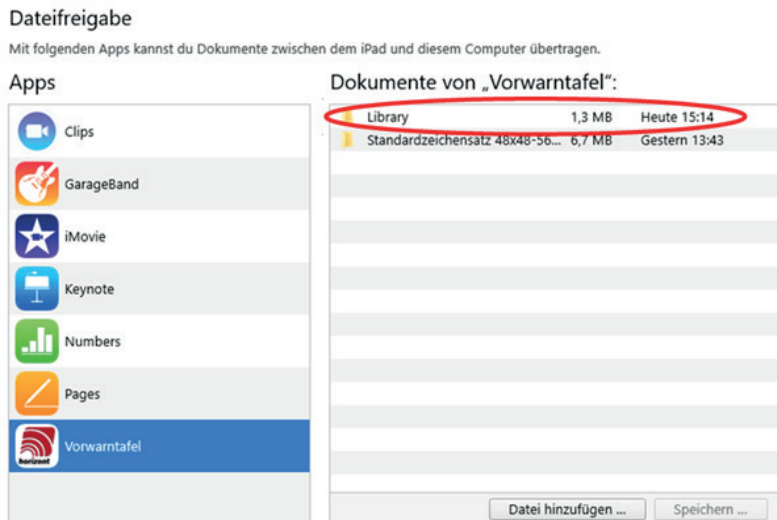 Dateifreigabe
Mit folgenden Apps kannst du Dokumente zwischen dem iPad und diesem Computer übertragen.
Apps
Dokumente von „Vorwarntafel“:
Clips
GarageBand
iMovie
Keynote
Numbers
Pages
horizont
Vorwarntafel
Library 1,3 MB Heute 15:14
Standardzeichensatz 48x48-56... 6,7 MB Gestern 13:43
Datei hinzufügen ...
Speichern ...